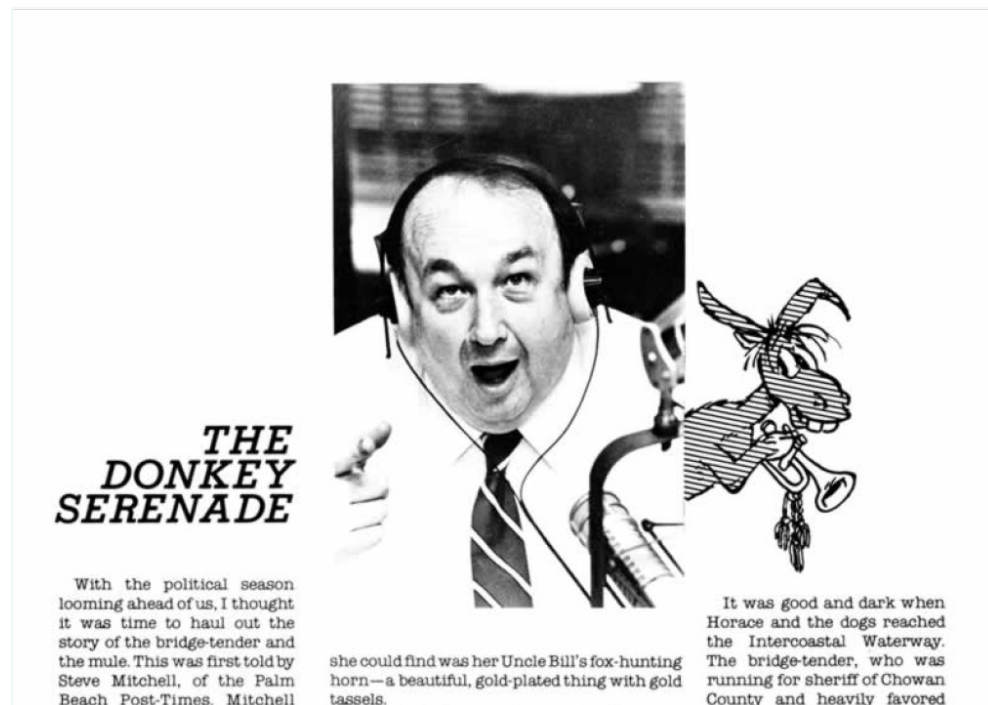 THE
DONKEY
SERENADE
With the political season
looming ahead of us, I thought
it was time to haul out the
story of the bridge-tender and
the mule. This was first told by
Steve Mitchell, of the Palm
Beach Post-Times. Mitchell
she could find was her Uncle Bill's fox-hunting
horn—a beautiful, gold-plated thing with gold
tassels.
It was good and dark when
Horace and the dogs reached
the Intercoastal Waterway.
The bridge-tender, who was
running for sheriff of Chowan
County and heavily favored